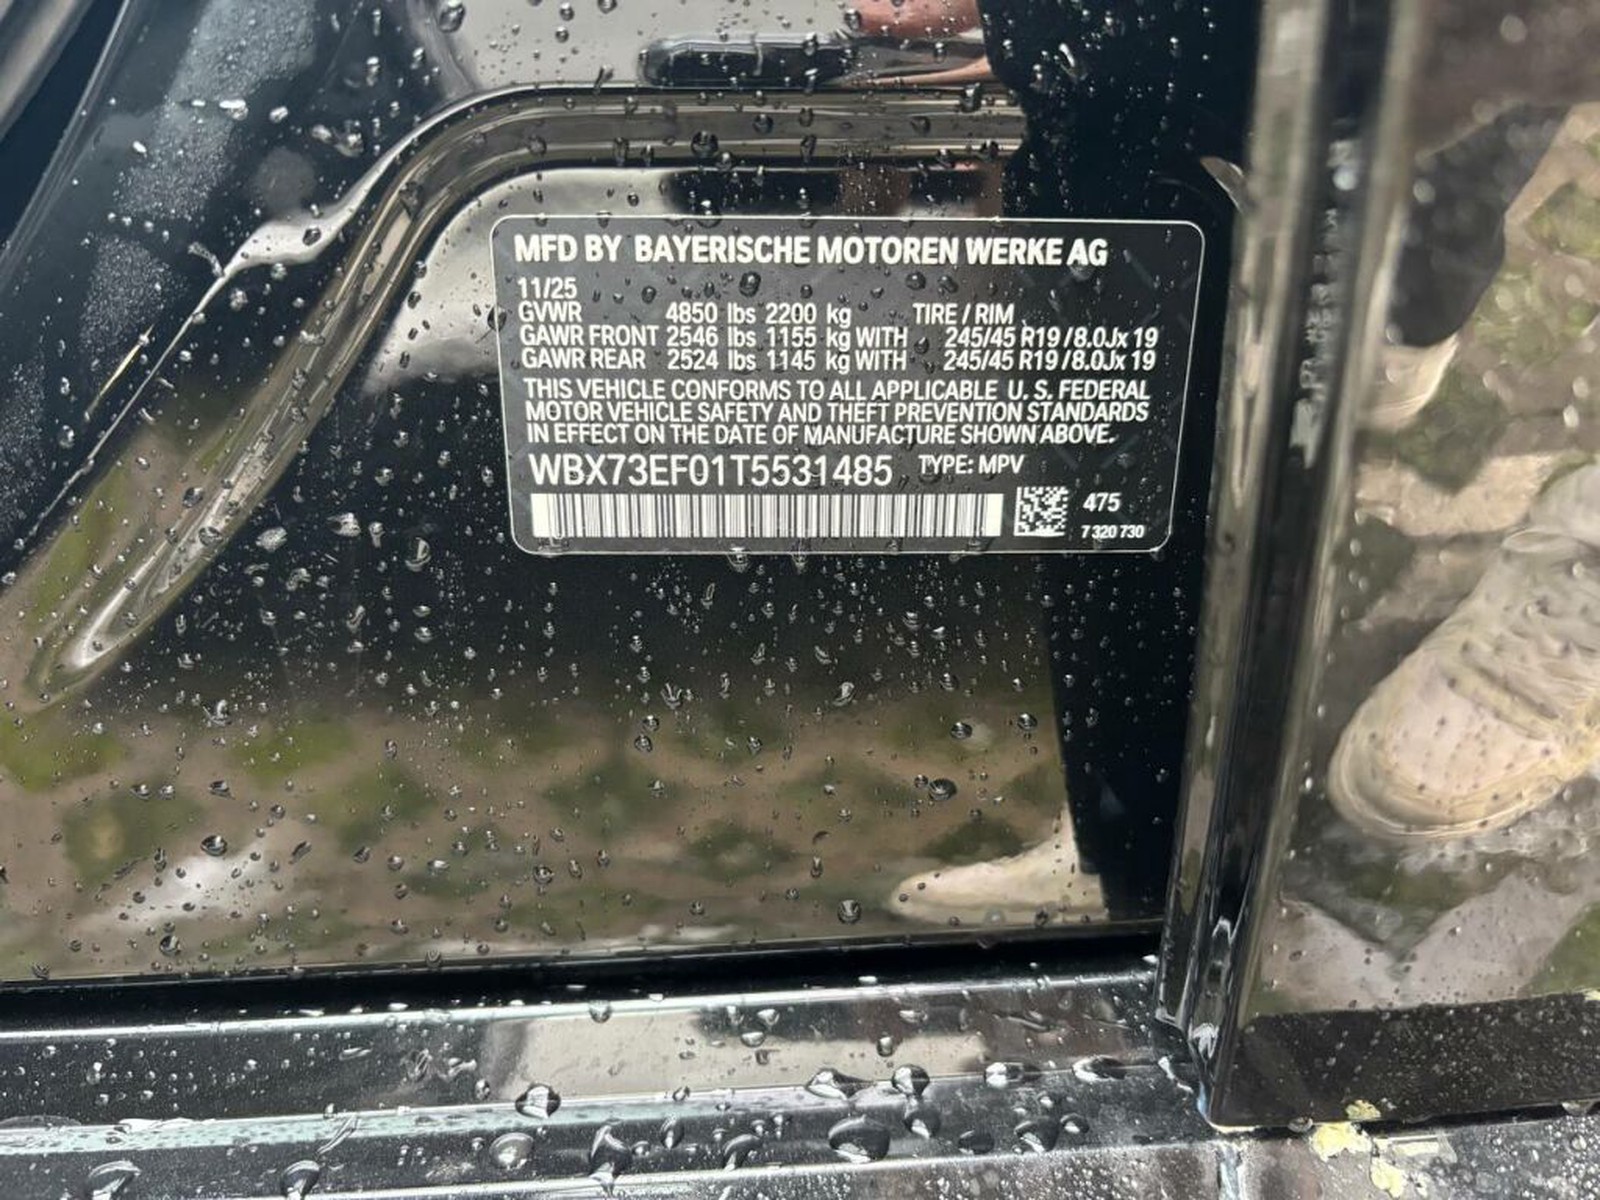 MFD BY BAYERISCHE MOTOREN WERKE AG
11/25
GVWR 4850 lbs 2200 kg TIRE / RIM
GAWR FRONT 2546 lbs 1155 kg WITH 245/45 R19 / 8.0Jx 19
GAWR REAR 2524 lbs 1145 kg WITH 245/45 R19 / 8.0Jx 19
THIS VEHICLE CONFORMS TO ALL APPLICABLE U. S. FEDERAL
MOTOR VEHICLE SAFETY AND THEFT PREVENTION STANDARDS
IN EFFECT ON THE DATE OF MANUFACTURE SHOWN ABOVE.
WBX73EF01T5531485 TYPE: MPV
475
7 320 730